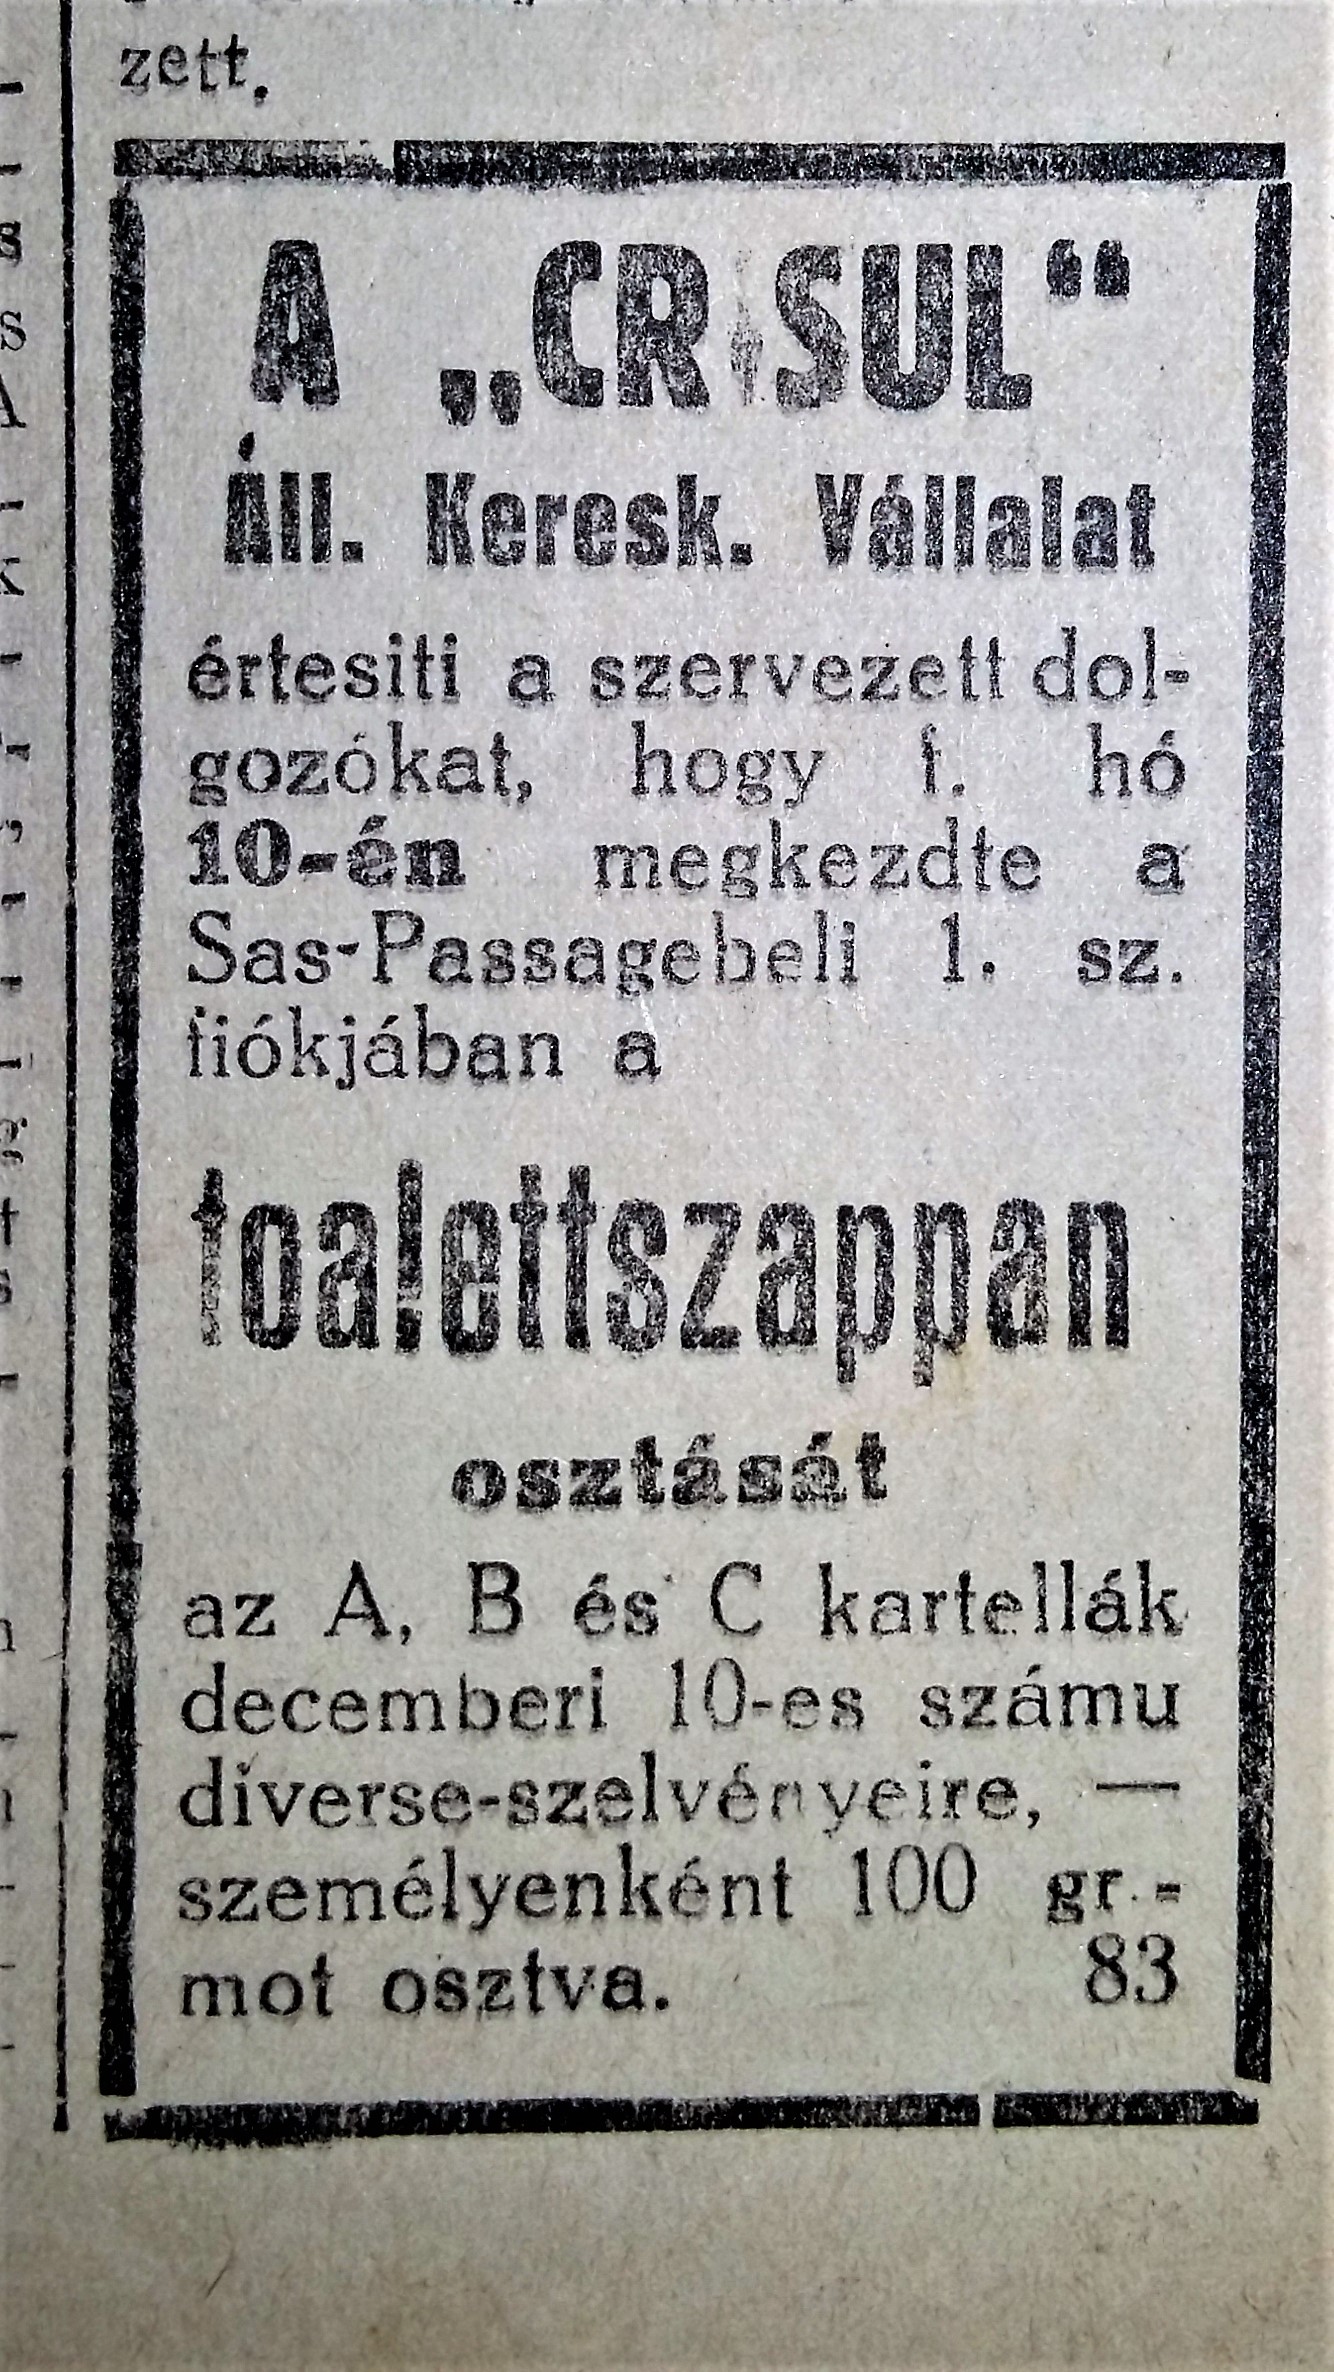 zett.
A „CRISUL“
Áll. Keresk. Vállalat
értesiti a szervezett dol-
gozókat, hogy f. hó
10-én megkezdte a
Sas-Passagebeli 1. sz.
fiókjában a
toalettszappan
osztását
az A, B és C kartellák
decemberi 10-es számu
diverse-szelvényeire, —
személyenként 100 gr.-
mot osztva. 83